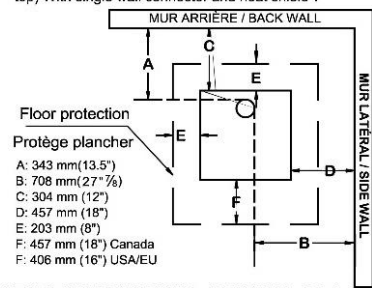 MUR ARRIÈRE / BACK WALL
A
C
E
Floor protection
E
Protège plancher
MUR LATÉRAL / SIDE WALL
D
F
B
A: 343 mm(13.5")
B: 708 mm(27" 7/8)
C: 304 mm (12")
D: 457 mm (18")
E: 203 mm (8")
F: 457 mm (18") Canada
F: 406 mm (16") USA/EU